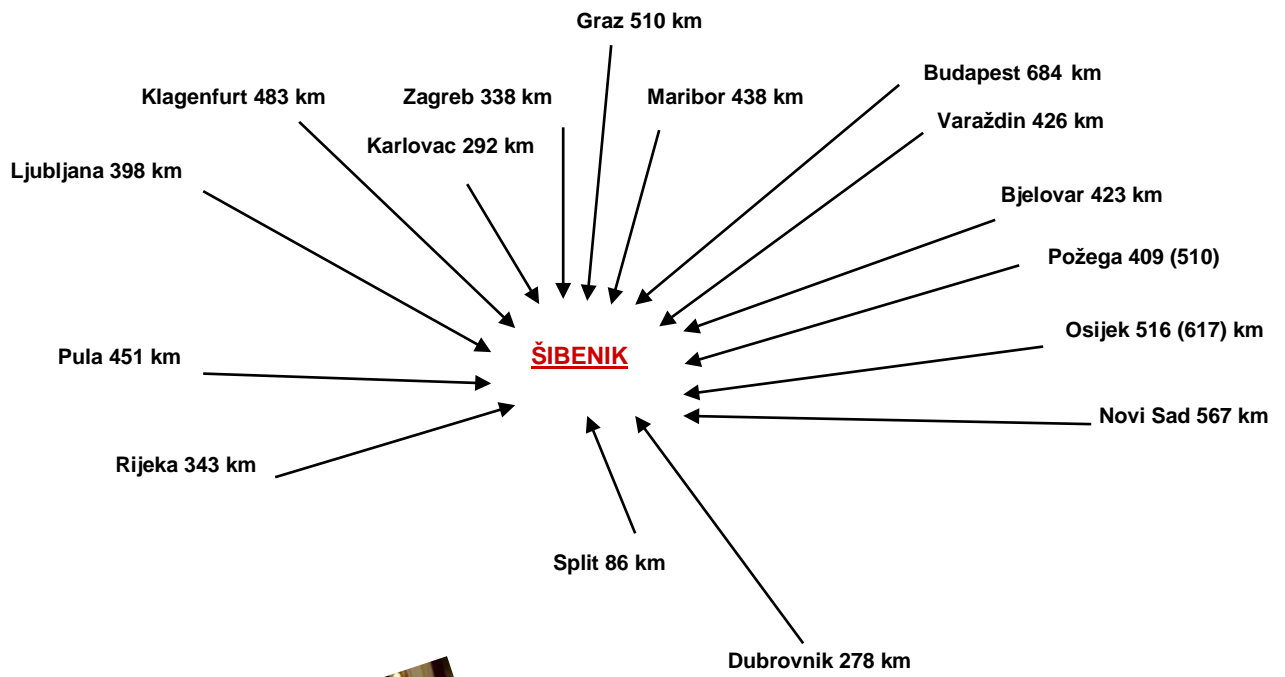 Graz 510 km
Budapest 684 km
Klagenfurt 483 km
Zagreb 338 km
Maribor 438 km
Varaždin 426 km
Karlovac 292 km
Ljubljana 398 km
Bjelovar 423 km
Požega 409 (510)
Osijek 516 (617) km
ŠIBENIK
Pula 451 km
Novi Sad 567 km
Rijeka 343 km
Split 86 km
Dubrovnik 278 km